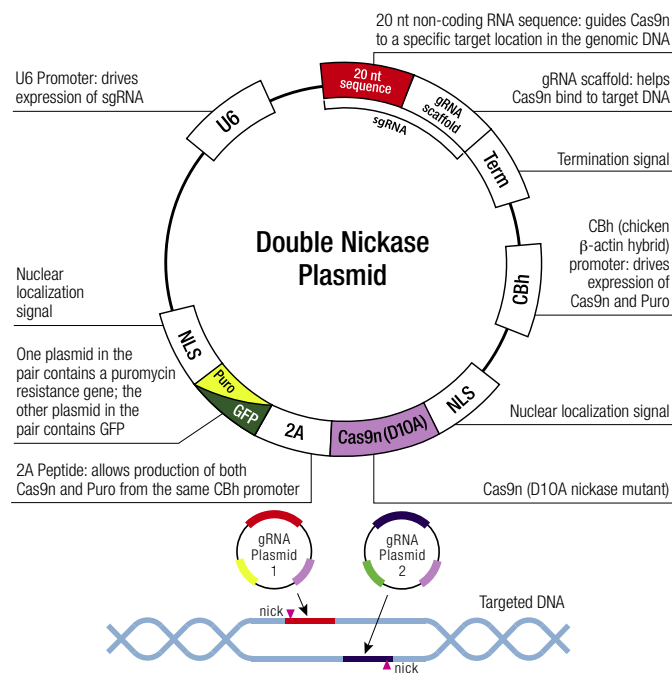 20 nt non-coding RNA sequence: guides Cas9n
to a specific target location in the genomic DNA
U6 Promoter: drives
expression of sgRNA
gRNA scaffold: helps
Cas9n bind to target DNA
20 nt
sequence
gRNA
scaffold
sgRNA
U6
Term
Termination signal
Double Nickase
Plasmid
CBh (chicken
β-actin hybrid)
promoter: drives
expression of
Cas9n and Puro
CBh
Nuclear
localization
signal
NLS
Puro
GFP
2A
Cas9n (D10A)
NLS
One plasmid in the
pair contains a puromycin
resistance gene; the
other plasmid in the
pair contains GFP
Nuclear localization signal
2A Peptide: allows production of both
Cas9n and Puro from the same CBh promoter
Cas9n (D10A nickase mutant)
gRNA
Plasmid
1
gRNA
Plasmid
2
Targeted DNA
nick
nick